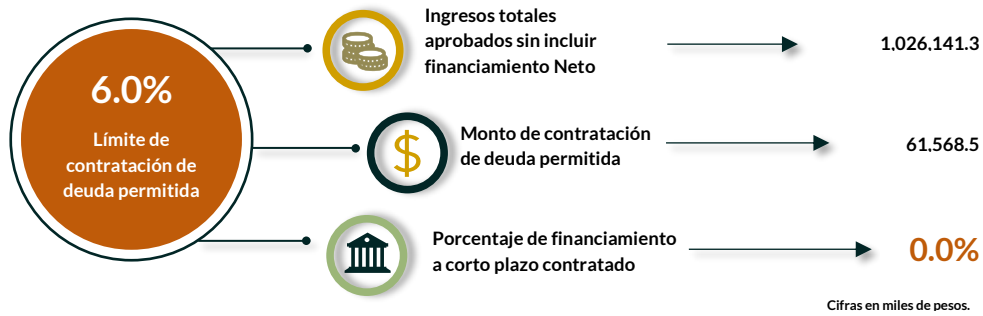 6.0%
Límite de
contratación de
deuda permitida
Ingresos totales
aprobados sin incluir
financiamiento Neto
1,026,141.3
$
Monto de contratación
de deuda permitida
61,568.5
Porcentaje de financiamiento
a corto plazo contratado
0.0%
Cifras en miles de pesos.